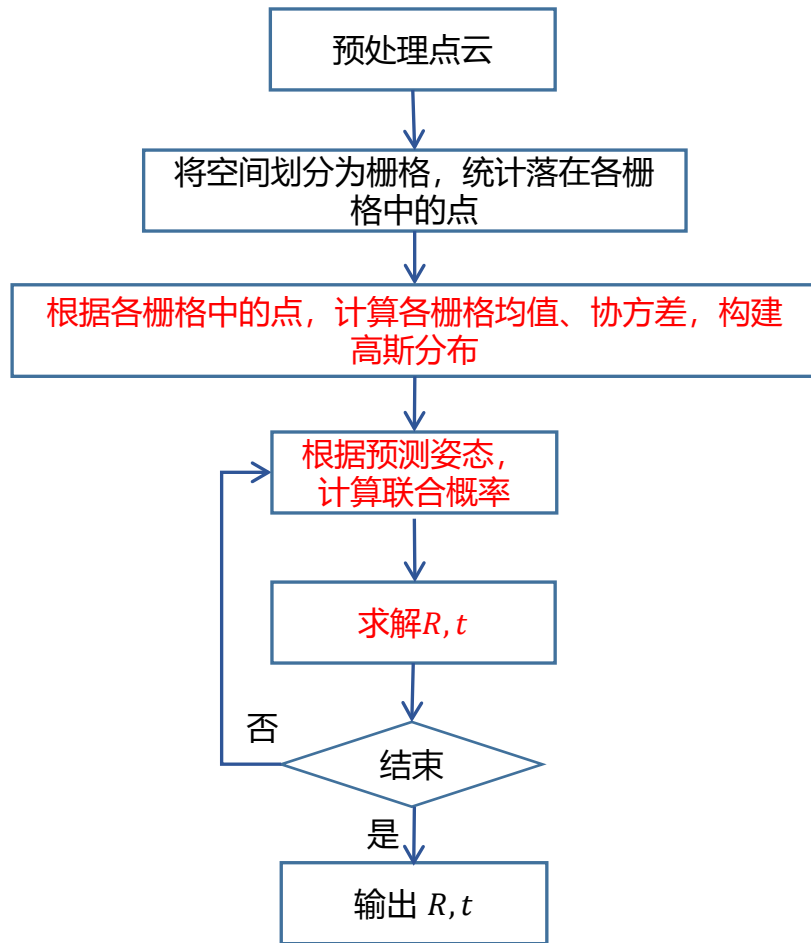 预处理点云
将空间划分为栅格，统计落在各栅
格中的点
根据各栅格中的点，计算各栅格均值、协方差，构建
高斯分布
根据预测姿态，
计算联合概率
求解R, t
否
结束
是
输出 R, t